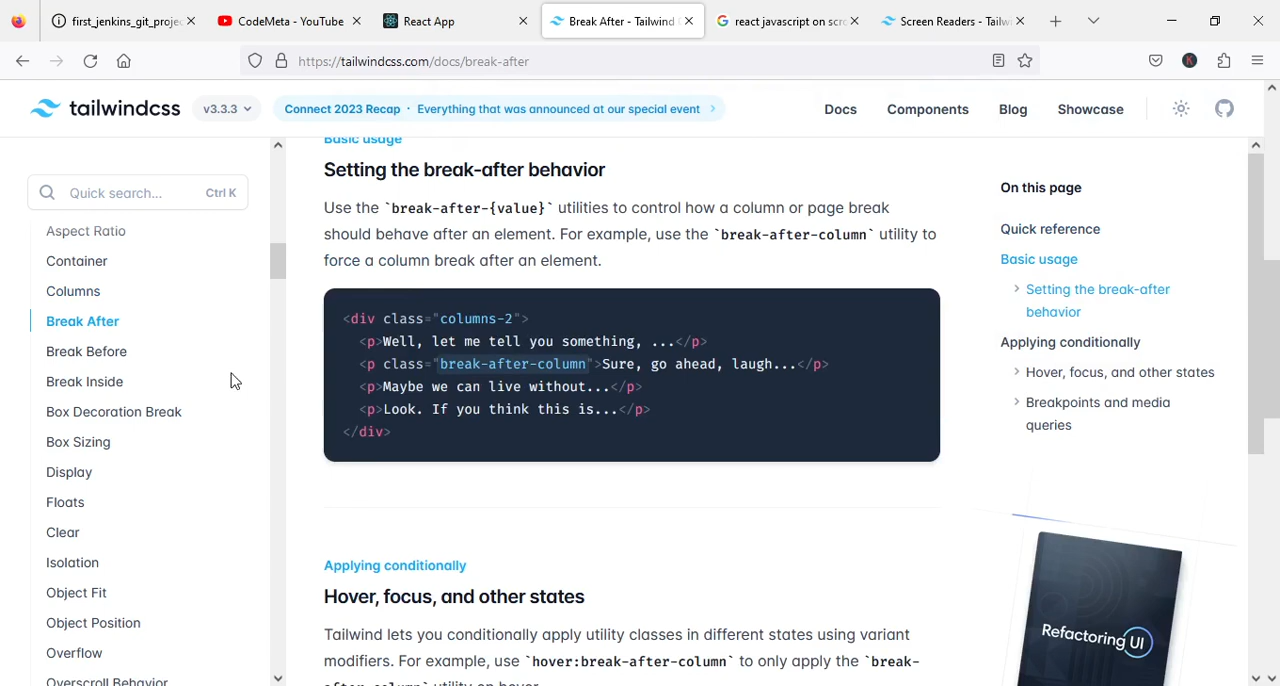 first_jenkins_git_projec
CodeMeta - YouTube
React App
Break After - Tailwind
react javascript on scro
Screen Readers - Tailwi
https://tailwindcss.com/docs/break-after
K
tailwindcss
v3.3.3
Connect 2023 Recap · Everything that was announced at our special event
Docs
Components
Blog
Showcase
Quick search...
Ctrl K
Aspect Ratio
Container
Columns
Break After
Break Before
Break Inside
Box Decoration Break
Box Sizing
Display
Floats
Clear
Isolation
Object Fit
Object Position
Overflow
Overscroll Behavior
Basic usage
Setting the break-after behavior
Use the `break-after-{value}` utilities to control how a column or page break
should behave after an element. For example, use the `break-after-column` utility to
force a column break after an element.
<div class="columns-2">
<p>Well, let me tell you something, ...</p>
<p class="break-after-column">Sure, go ahead, laugh...</p>
<p>Maybe we can live without...</p>
<p>Look. If you think this is...</p>
</div>
Applying conditionally
Hover, focus, and other states
Tailwind lets you conditionally apply utility classes in different states using variant
modifiers. For example, use `hover:break-after-column` to only apply the `break-
after-column` utility on hover.
On this page
Quick reference
Basic usage
Setting the break-after
behavior
Applying conditionally
Hover, focus, and other states
Breakpoints and media
queries
Refactoring UI